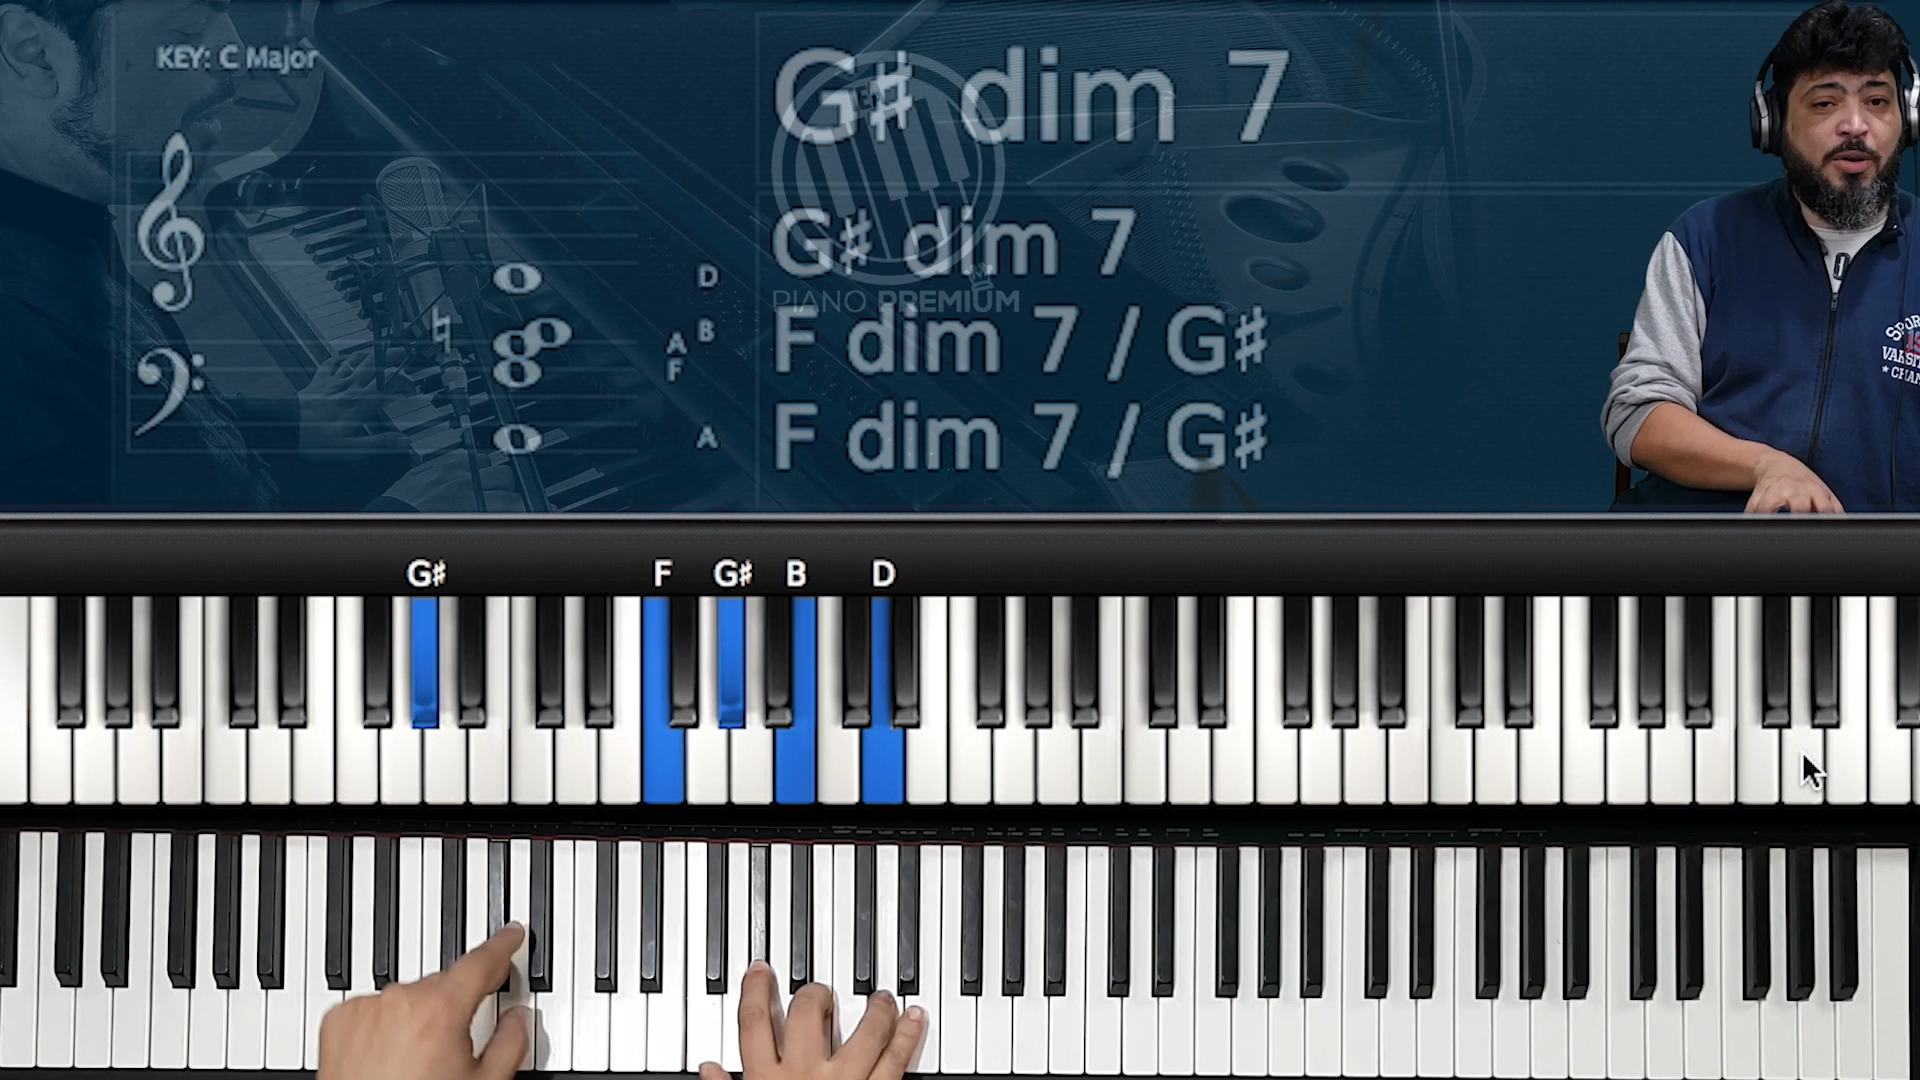 KEY: C Major
G♯ dim 7
G♯ dim 7
PIANO PREMIUM
D
B
A
F
A
F dim 7 / G♯
F dim 7 / G♯
G♯ F G♯ B D